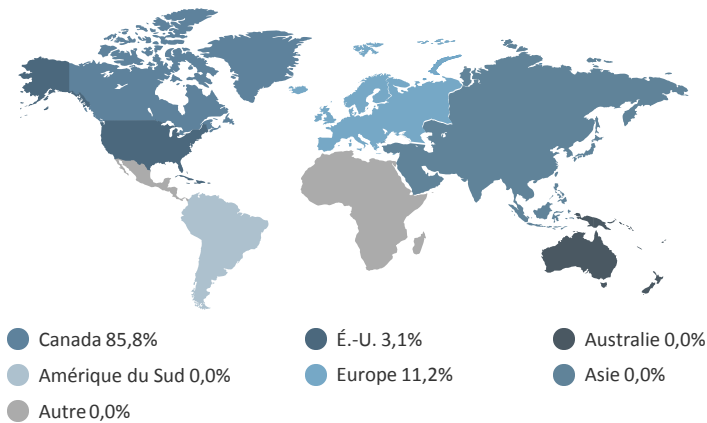 Canada 85,8%
É.-U. 3,1%
Australie 0,0%
Amérique du Sud 0,0%
Europe 11,2%
Asie 0,0%
Autre 0,0%